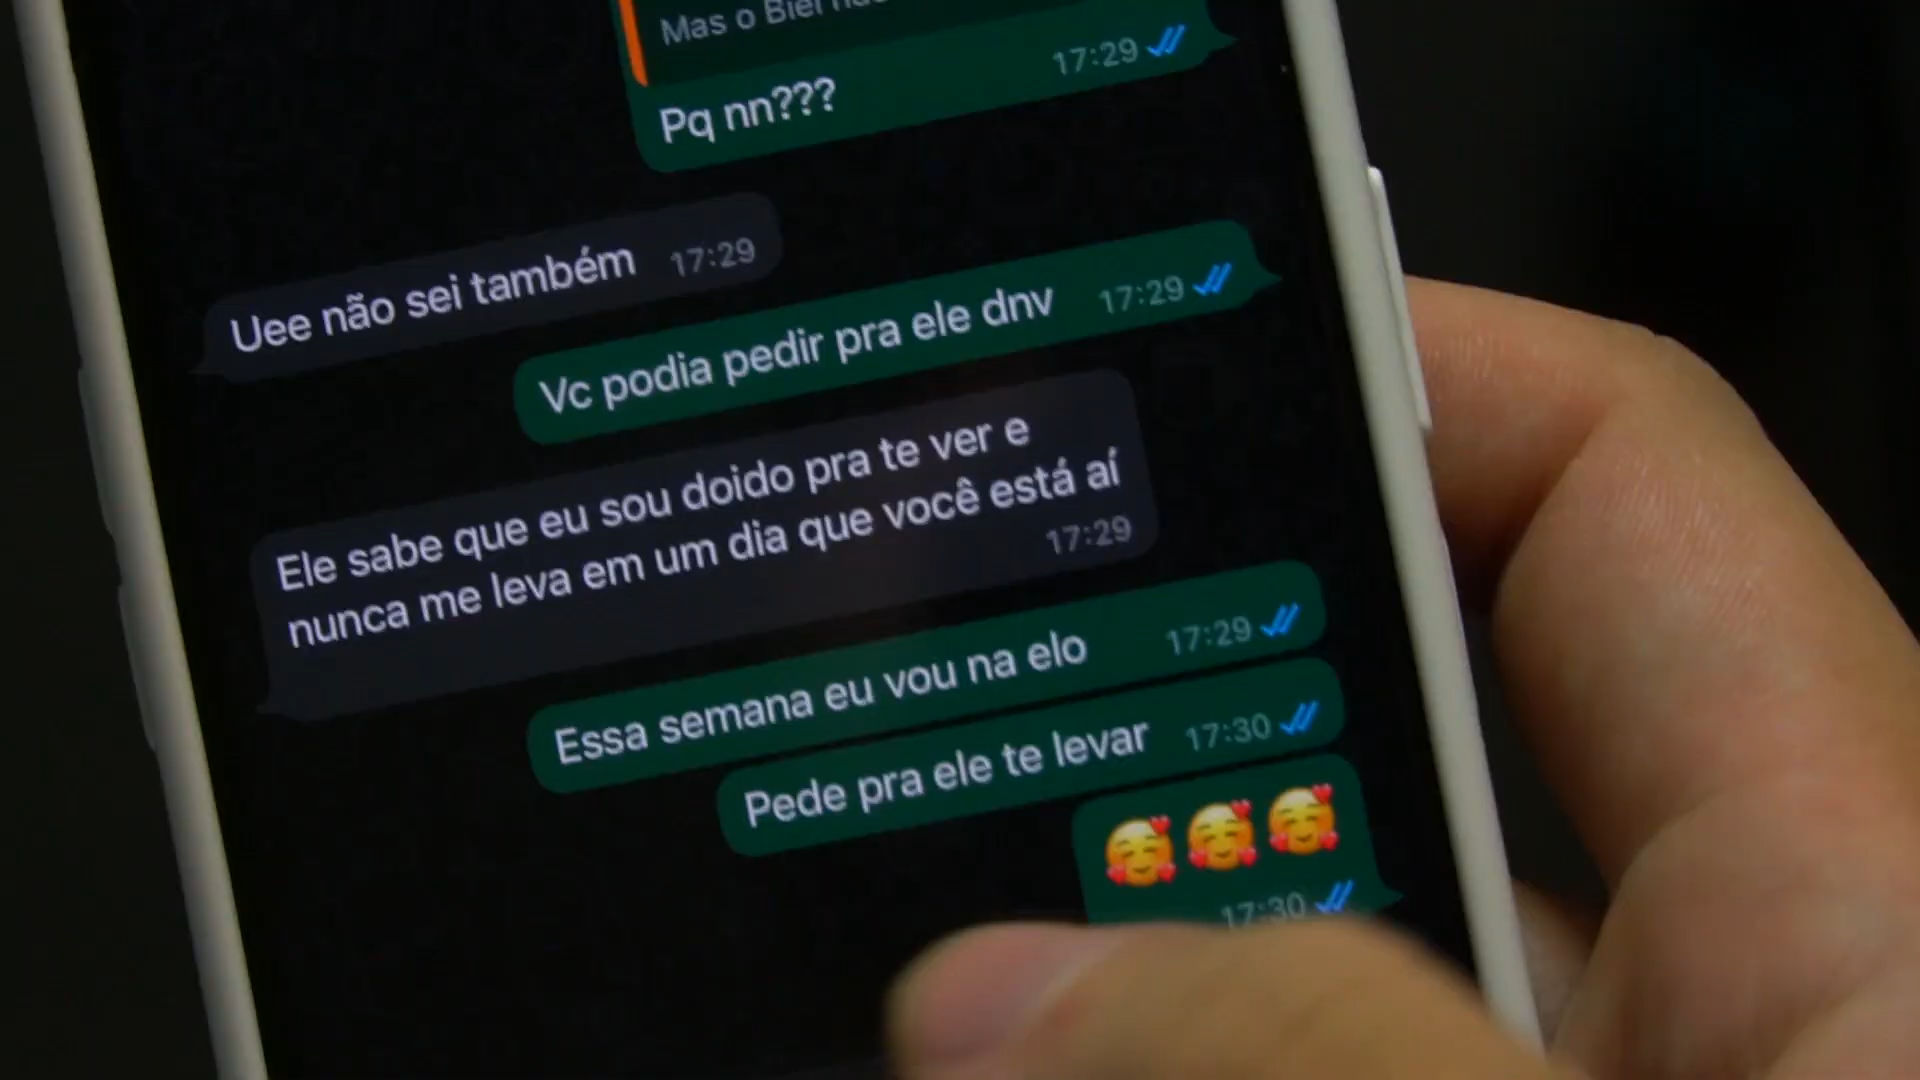 Mas o Biel
17:29
Pq nn???
Uee não sei também 17:29
Vc podia pedir pra ele dnv 17:29
Ele sabe que eu sou doido pra te ver e
nunca me leva em um dia que você está aí
17:29
Essa semana eu vou na elo 17:29
Pede pra ele te levar 17:30
17:30